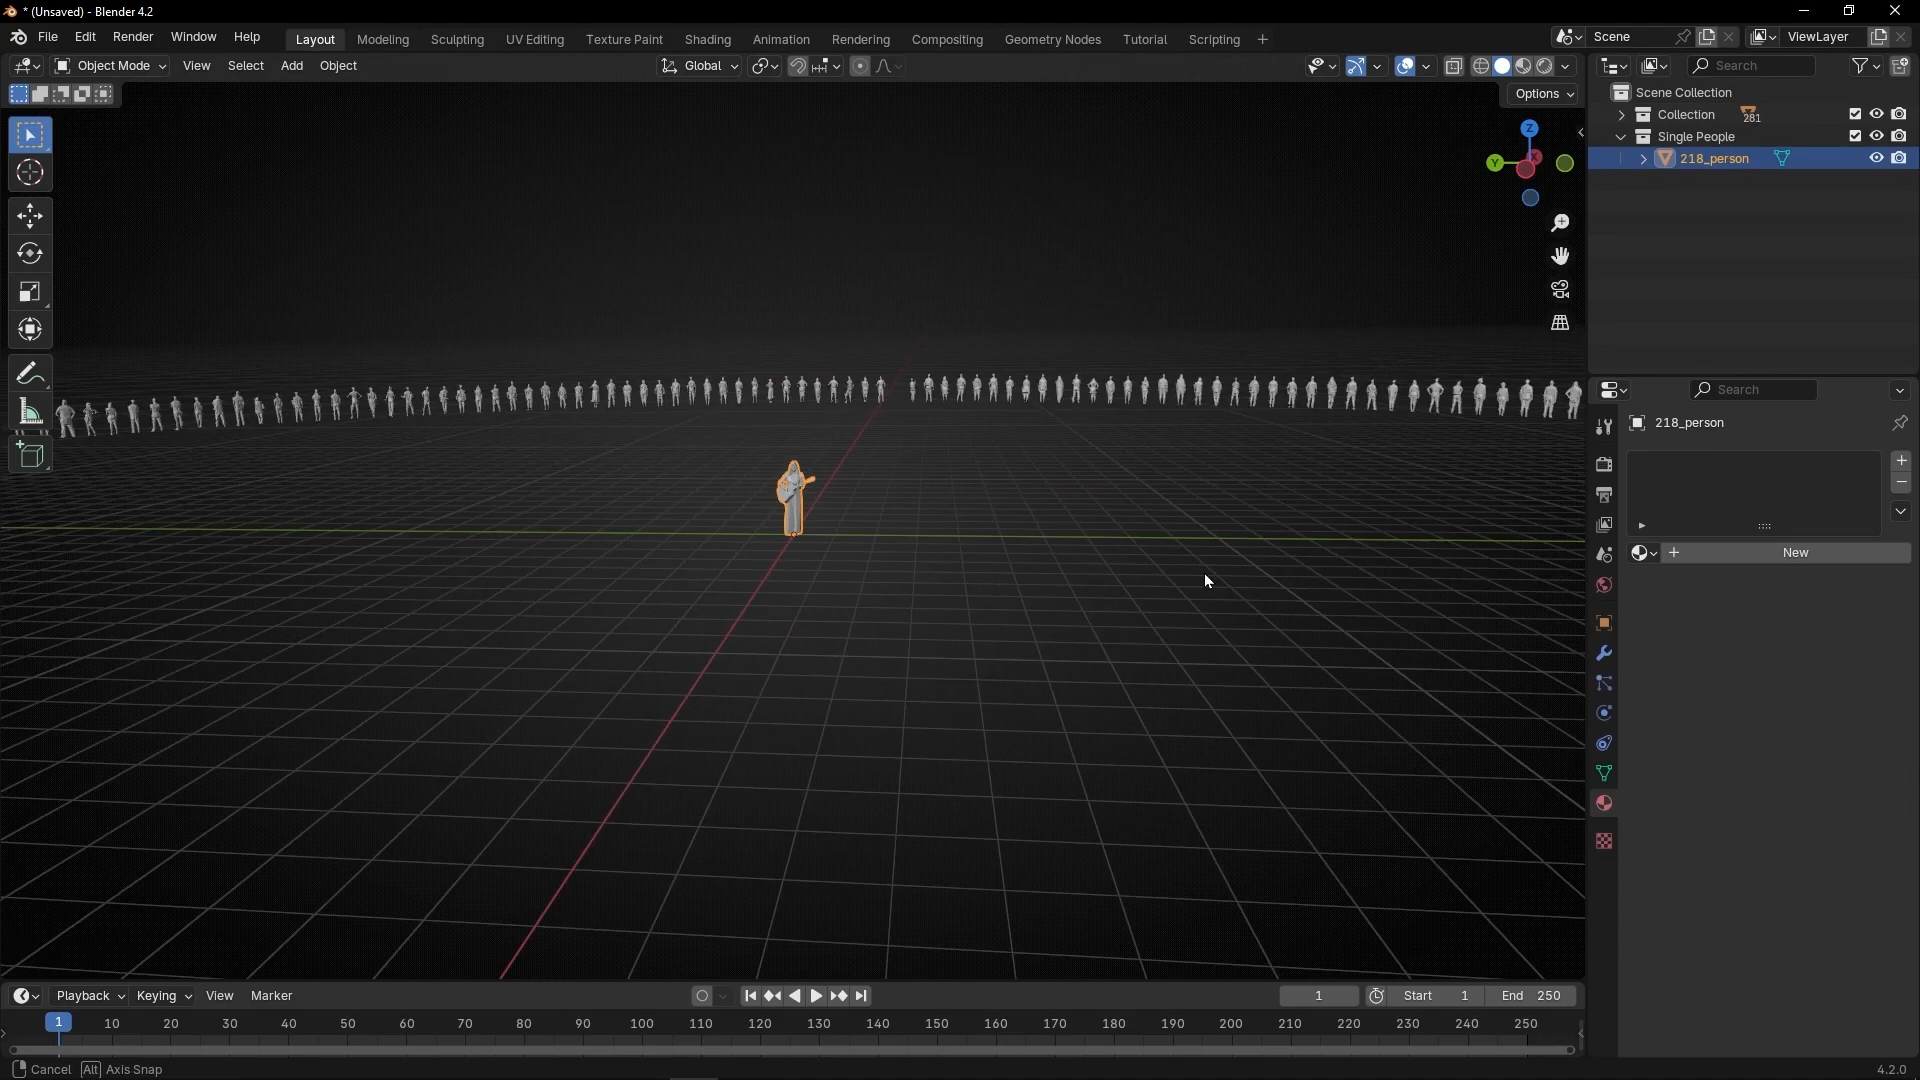 * (Unsaved) - Blender 4.2
File Edit Render Window Help
Layout Modeling Sculpting UV Editing Texture Paint Shading Animation Rendering Compositing Geometry Nodes Tutorial Scripting +
Scene
ViewLayer
Object Mode View Select Add Object
Global
Options
Search
Scene Collection
Collection 281
Single People
218_person
Z
Y
X
Search
218_person
+
−
+ New
Playback Keying View Marker
1
Start 1
End 250
1 10 20 30 40 50 60 70 80 90 100 110 120 130 140 150 160 170 180 190 200 210 220 230 240 250
Cancel Alt Axis Snap
4.2.0